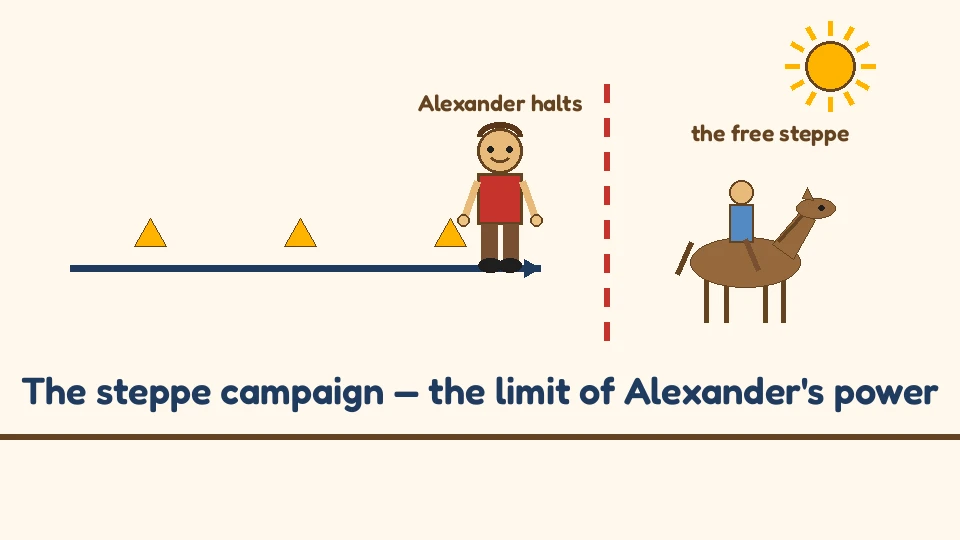 Alexander halts
the free steppe
The steppe campaign — the limit of Alexander's power